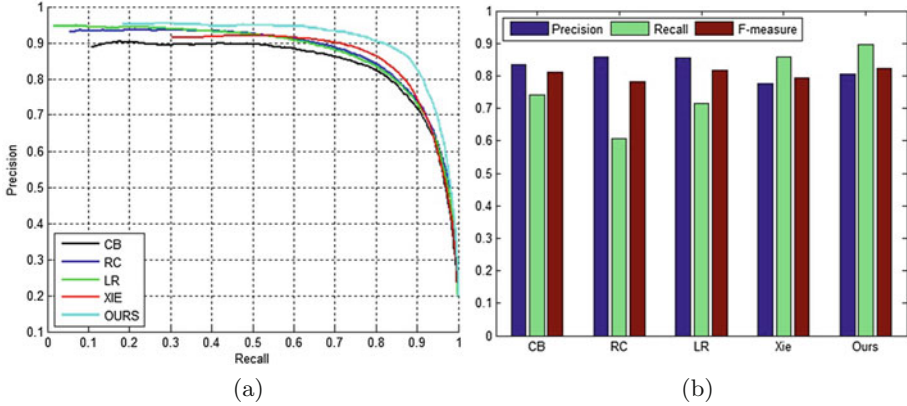 1
0.9
0.8
0.7
0.6
0.5
0.4
0.3
0.2
0.1
Precision
CB
RC
LR
XIE
OURS
0 0.1 0.2 0.3 0.4 0.5 0.6 0.7 0.8 0.9 1
Recall
(a)
1
0.9
0.8
0.7
0.6
0.5
0.4
0.3
0.2
0.1
0
Precision Recall F-measure
CB RC LR Xie Ours
(b)